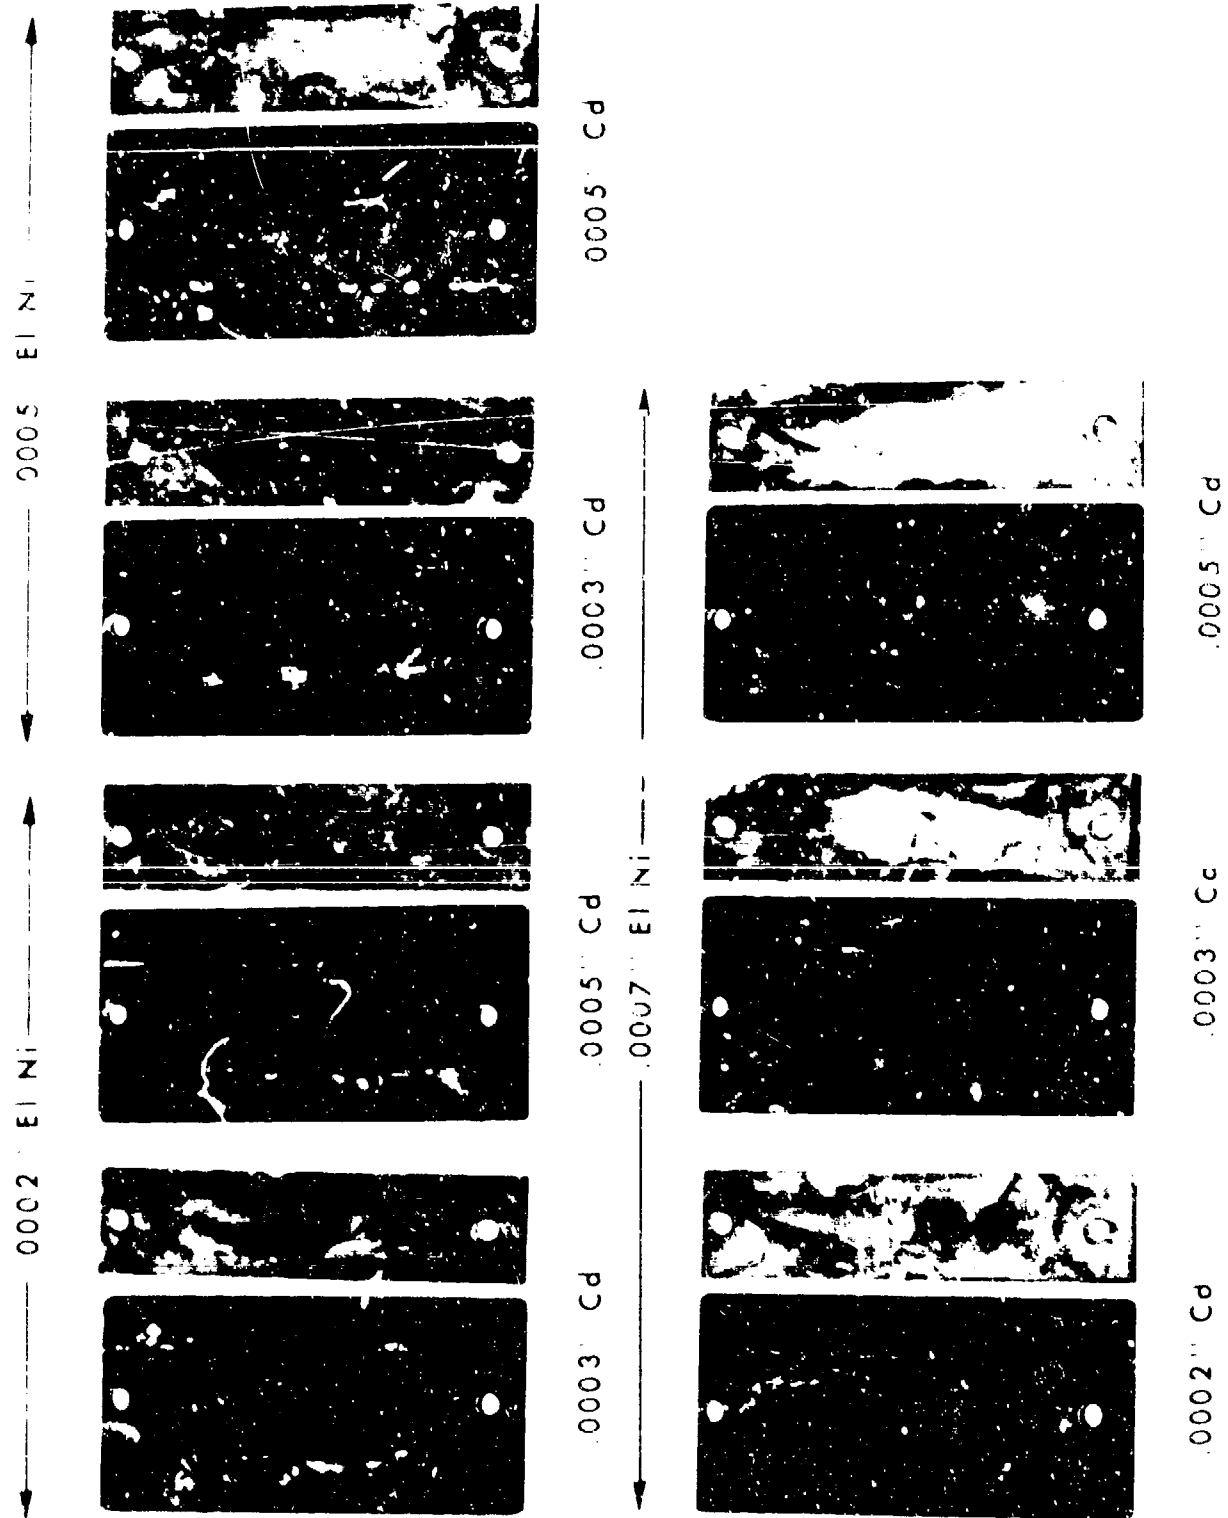 0002 El Ni
0005 El Ni
.0003 Cd
.0005" Cd
.0003" Cd
0005" Cd
.0007" El Ni
.0002" Cd
.0003" Cd
.0005" Cd